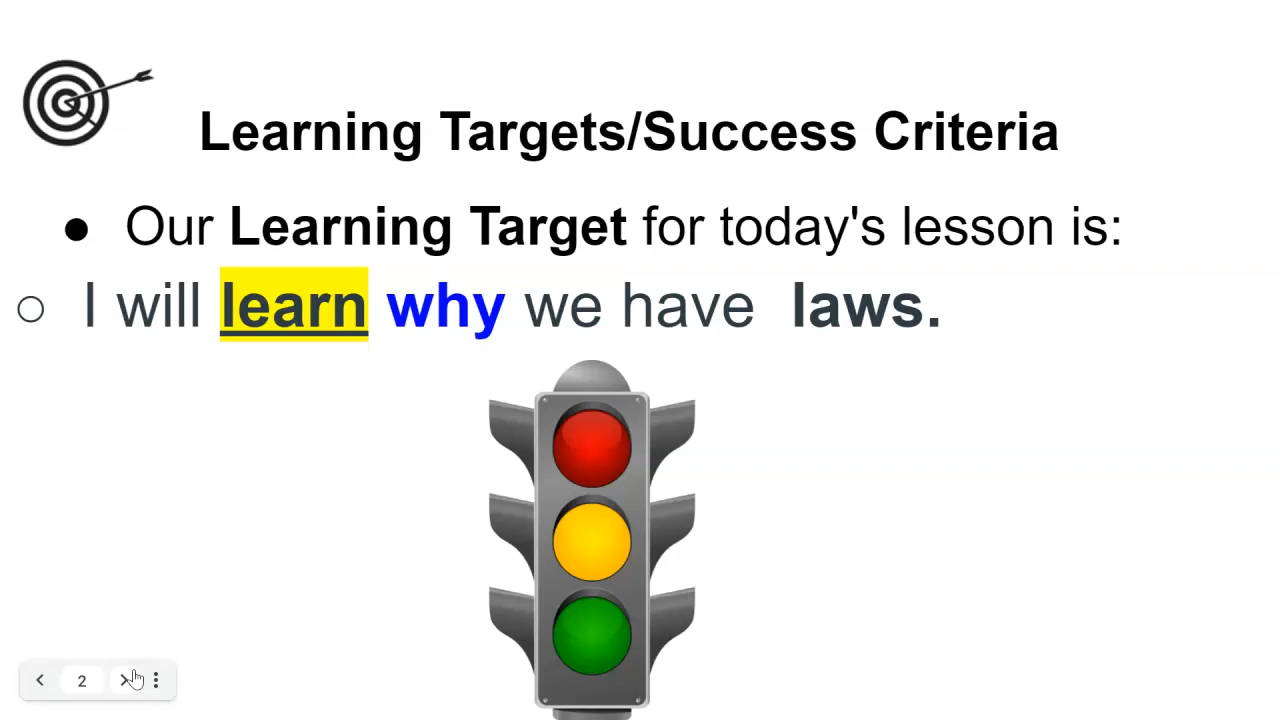 Learning Targets/Success Criteria
● Our Learning Target for today's lesson is:
○ I will learn why we have laws.
2